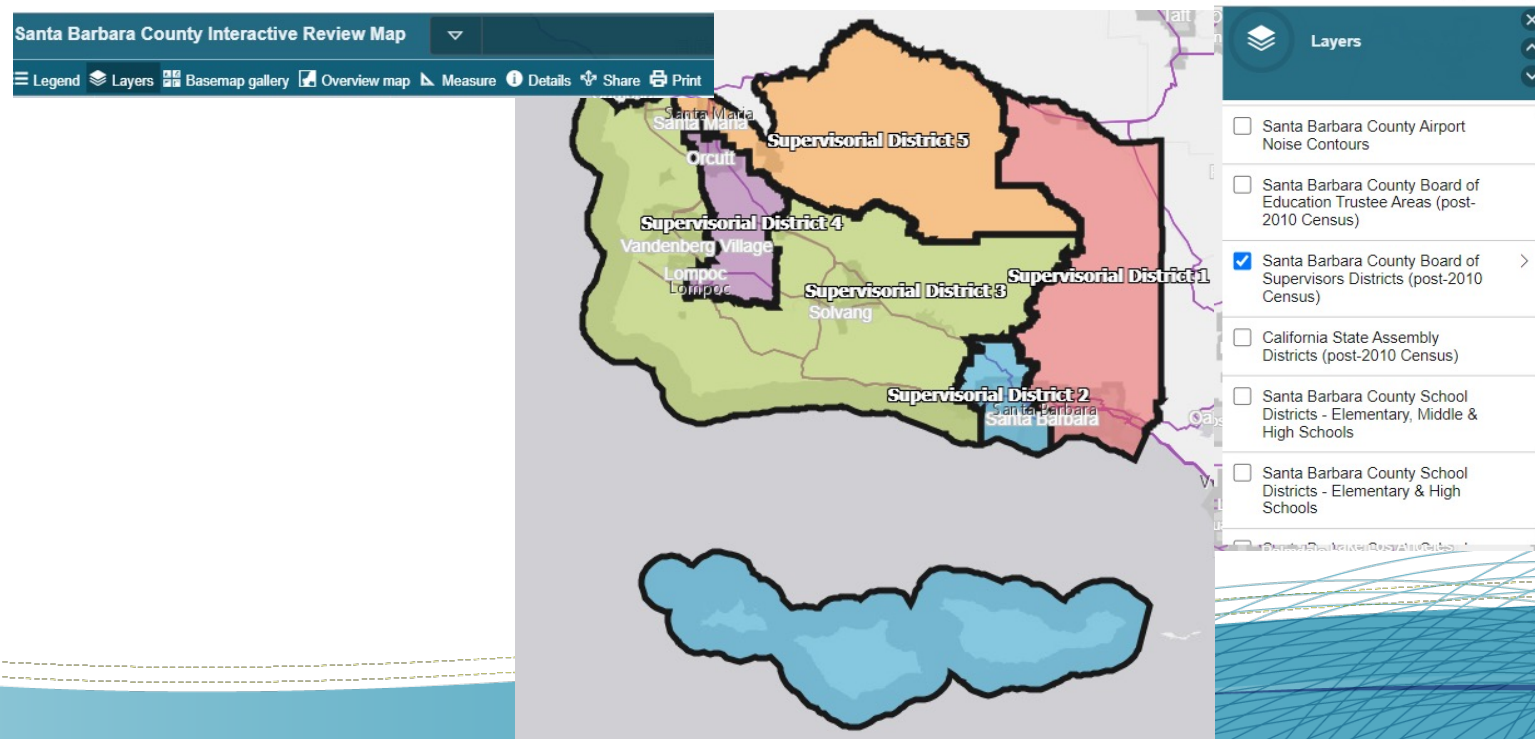 Santa Barbara County Interactive Review Map
Legend Layers Basemap gallery Overview map Measure Details Share Print
Santa Maria
Santa Maria
Supervisorial District 5
Orcutt
Supervisorial District 4
Vandenberg Village
Lompoc
Lompoc
Supervisorial District 1
Supervisorial District 3
Solvang
Supervisorial District 2
Santa Barbara
Santa Barbara
Taft
Layers
Santa Barbara County Airport
Noise Contours
Santa Barbara County Board of
Education Trustee Areas (post-
2010 Census)
Santa Barbara County Board of
Supervisors Districts (post-2010
Census)
California State Assembly
Districts (post-2010 Census)
Santa Barbara County School
Districts - Elementary, Middle &
High Schools
Santa Barbara County School
Districts - Elementary & High
Schools